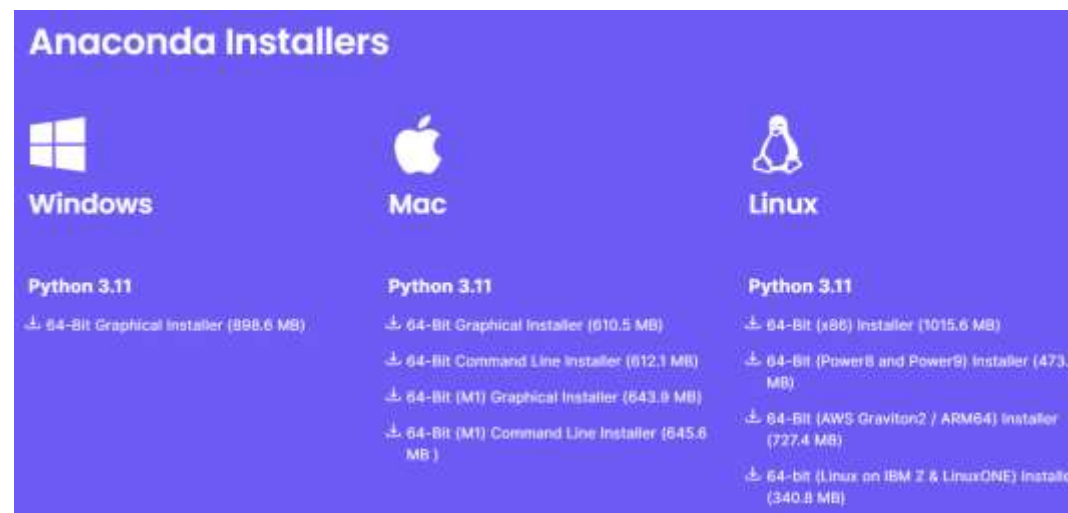 Anaconda Installers
Windows
Python 3.11
64-Bit Graphical Installer (898.6 MB)
Mac
Python 3.11
64-Bit Graphical Installer (610.5 MB)
64-Bit Command Line Installer (612.1 MB)
64-Bit (M1) Graphical Installer (643.9 MB)
64-Bit (M1) Command Line Installer (645.6
MB )
Linux
Python 3.11
64-Bit (x86) Installer (1015.6 MB)
64-Bit (Power8 and Power9) Installer (473.
MB)
64-Bit (AWS Graviton2 / ARM64) Installer
(727.4 MB)
64-bit (Linux on IBM Z & LinuxONE)
(340.8 MB)